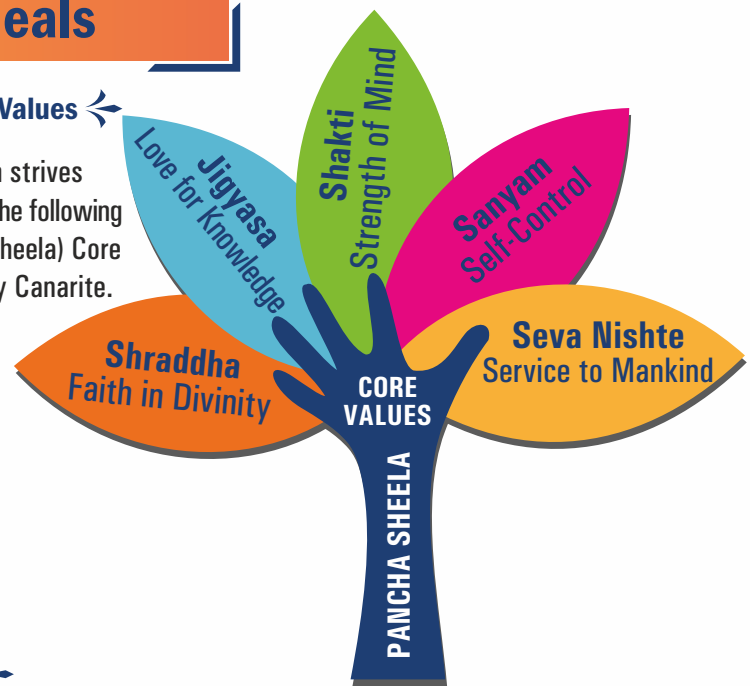 eals
Values
strives
he following
heela) Core
y Canarite.
Shraddha
Faith in Divinity
Jigyasa
Love for Knowledge
Shakti
Strength of Mind
Sanyam
Self-Control
Seva Nishte
Service to Mankind
CORE
VALUES
PANCHA SHEELA